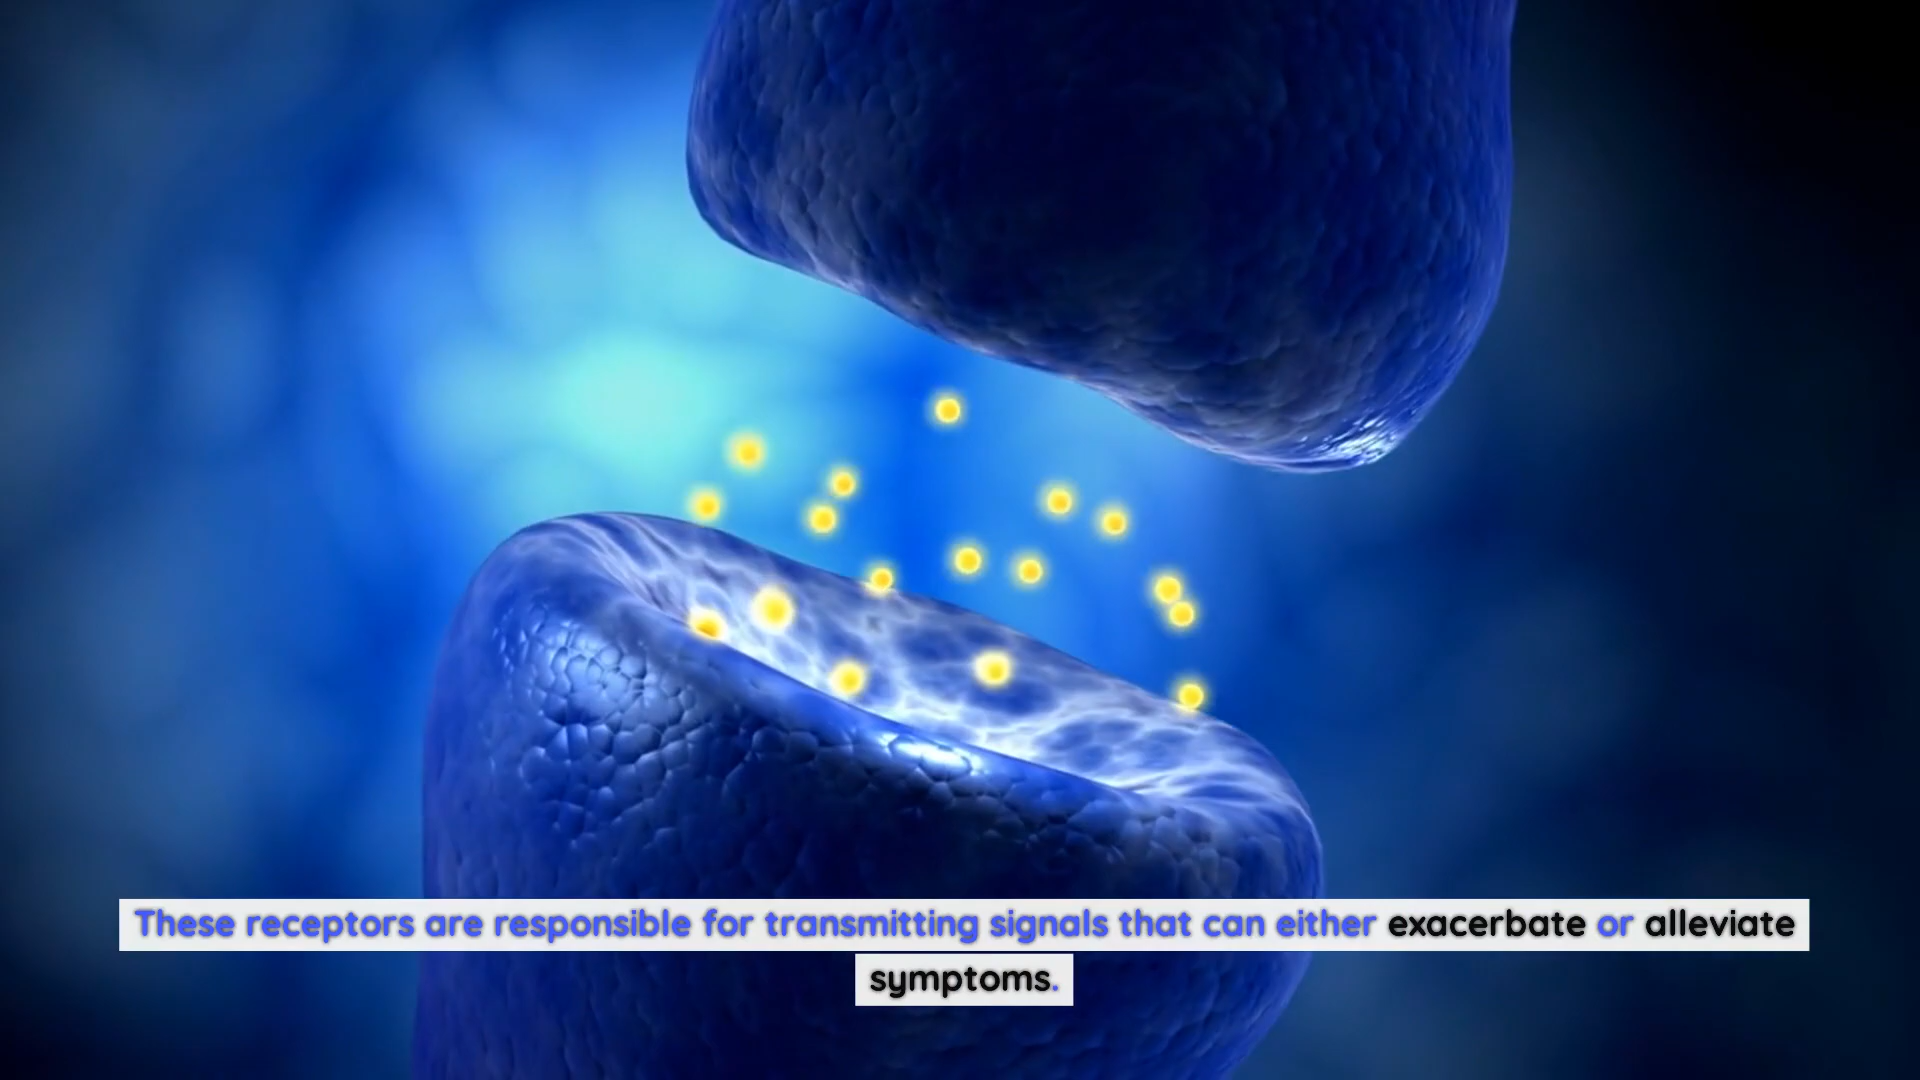 These receptors are responsible for transmitting signals that can either exacerbate or alleviate
symptoms.